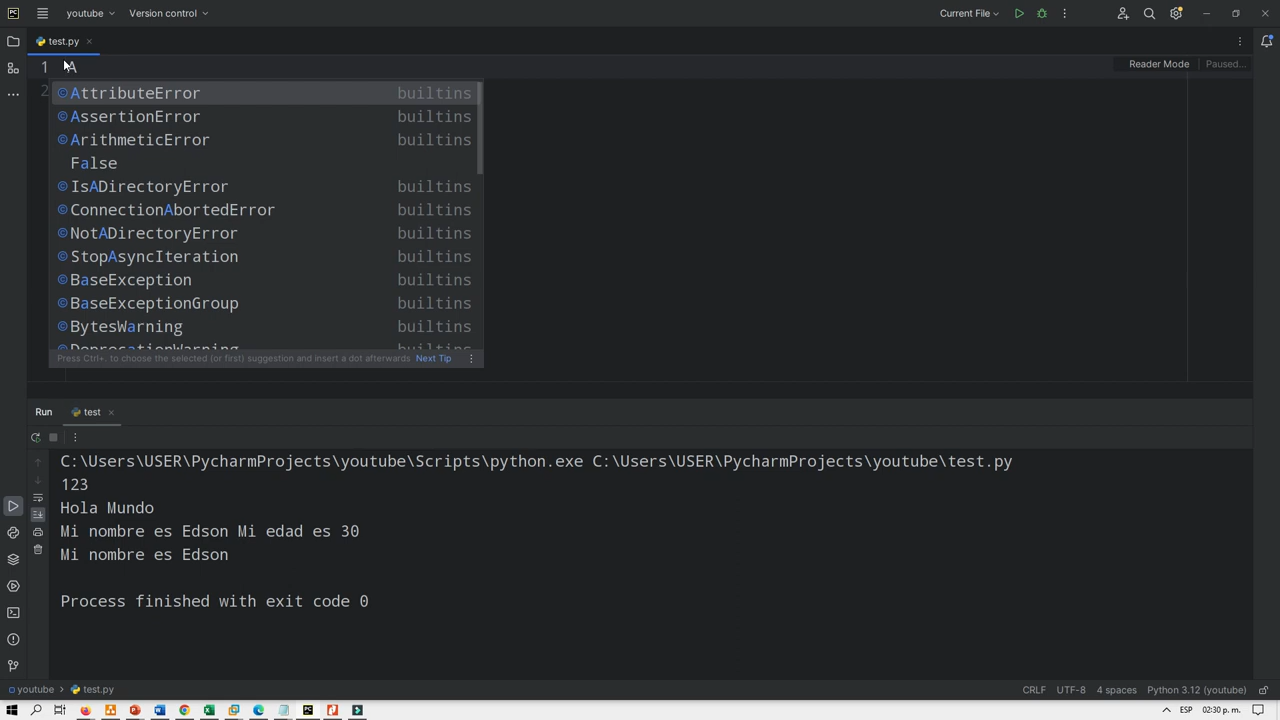 PC youtube Version control Current File
test.py
Reader Mode Paused...
1 A
2
AttributeError builtins
AssertionError builtins
ArithmeticError builtins
False
IsADirectoryError builtins
ConnectionAbortedError builtins
NotADirectoryError builtins
StopAsyncIteration builtins
BaseException builtins
BaseExceptionGroup builtins
BytesWarning builtins
DeprecationWarning builtins
Press Ctrl+. to choose the selected (or first) suggestion and insert a dot afterwards Next Tip
Run test
C:\Users\USER\PycharmProjects\youtube\Scripts\python.exe C:\Users\USER\PycharmProjects\youtube\test.py
123
Hola Mundo
Mi nombre es Edson Mi edad es 30
Mi nombre es Edson
Process finished with exit code 0
youtube > test.py CRLF UTF-8 4 spaces Python 3.12 (youtube)
ESP 02:30 p. m.